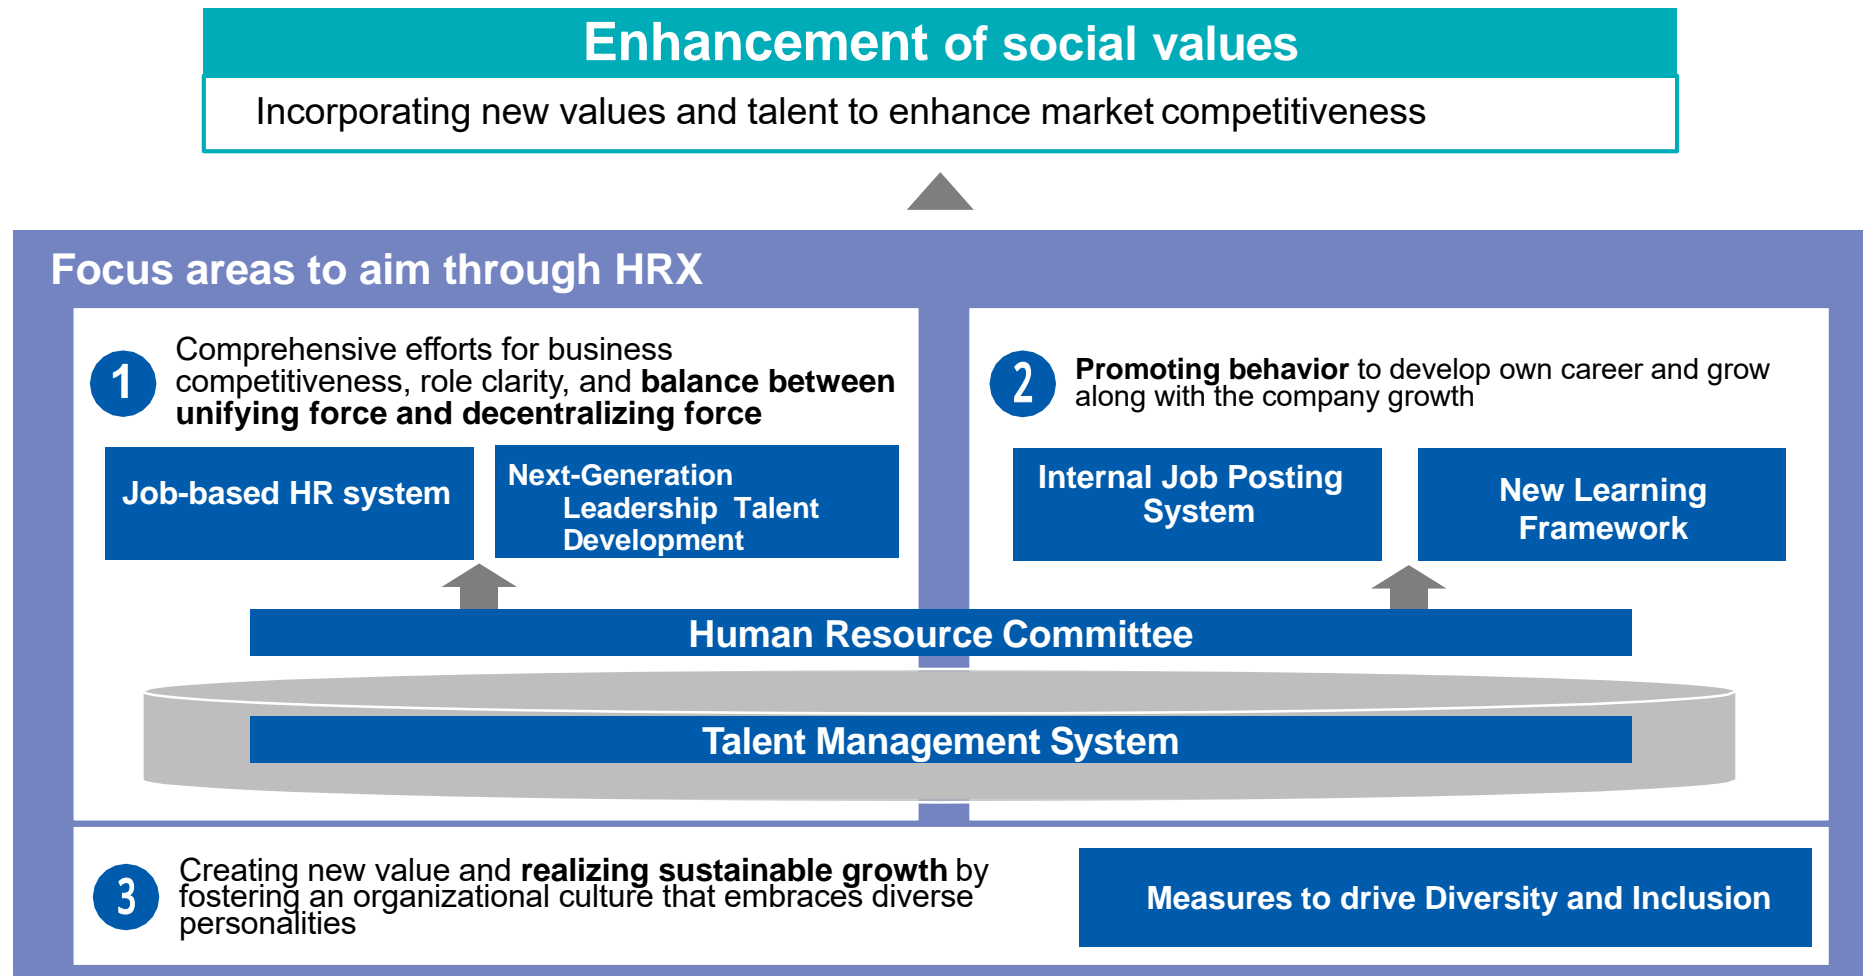 Enhancement of social values
Incorporating new values and talent to enhance market competitiveness
Focus areas to aim through HRX
1
Comprehensive efforts for business
competitiveness, role clarity, and balance between
unifying force and decentralizing force
Job-based HR system
Next-Generation
Leadership Talent
Development
2
Promoting behavior to develop own career and grow
along with the company growth
Internal Job Posting
System
New Learning
Framework
Human Resource Committee
Talent Management System
3
Creating new value and realizing sustainable growth by
fostering an organizational culture that embraces diverse
personalities
Measures to drive Diversity and Inclusion